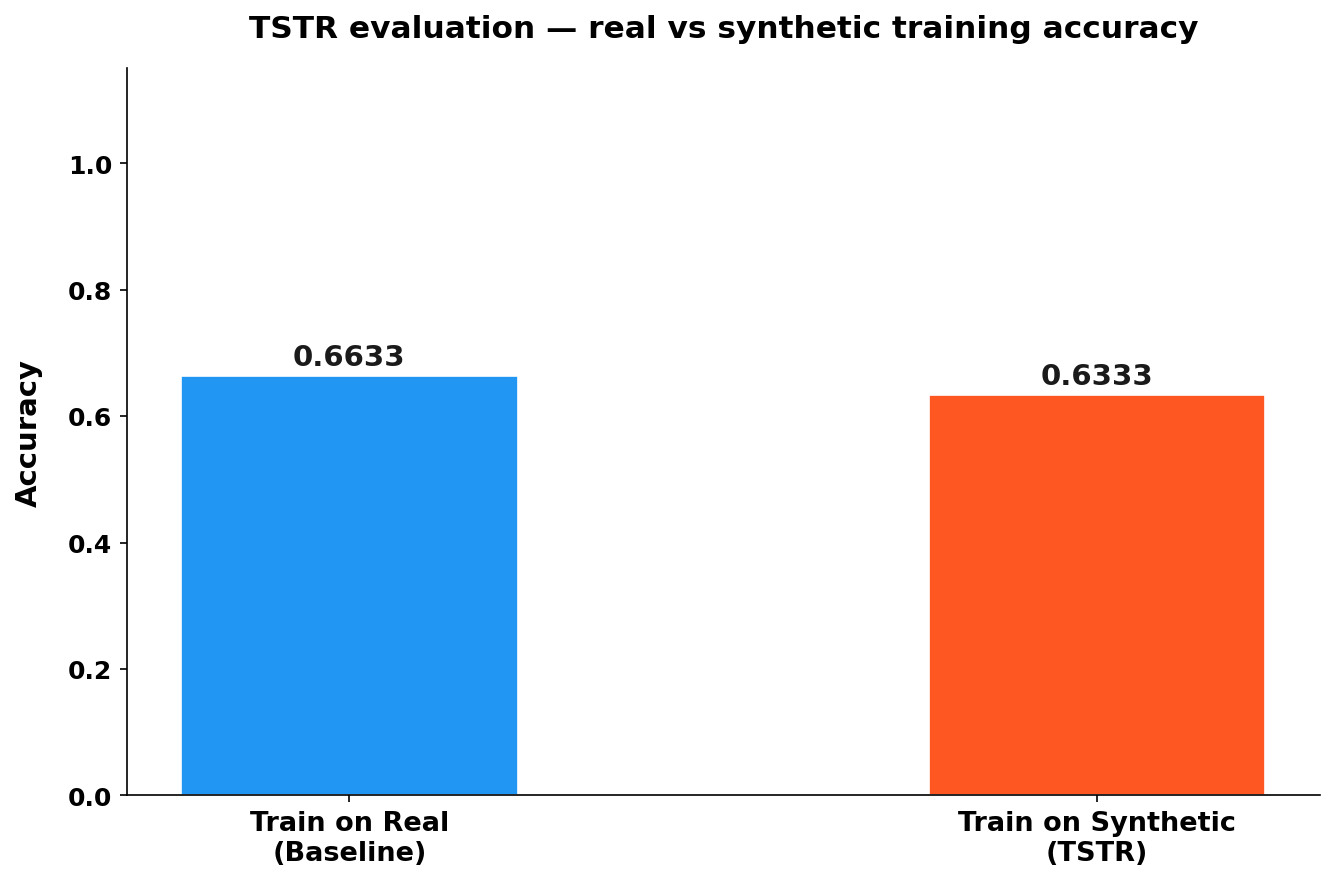 TSTR evaluation — real vs synthetic training accuracy
Accuracy
1.0
0.8
0.6
0.4
0.2
0.0
0.6633
0.6333
Train on Real
(Baseline)
Train on Synthetic
(TSTR)